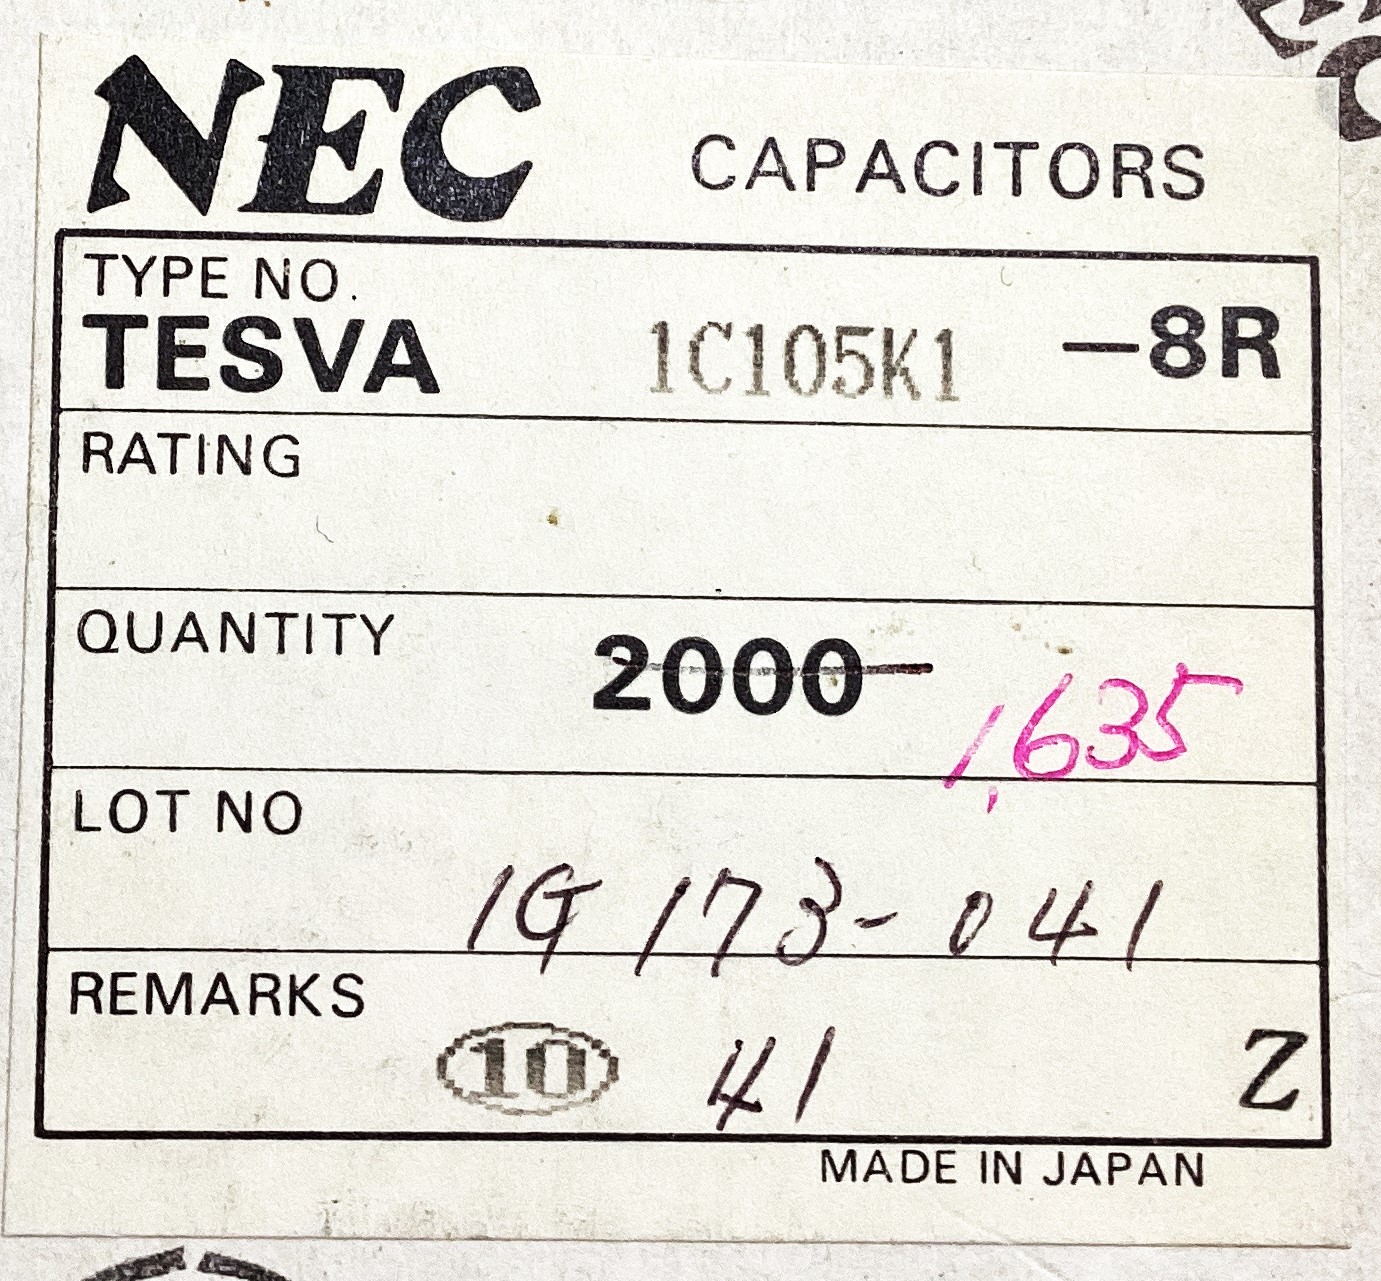 NEC CAPACITORS
TYPE NO.
TESVA 1C105K1 -8R
RATING
QUANTITY 2000 1,635
LOT NO
1G 173-041
REMARKS
10 41 Z
MADE IN JAPAN